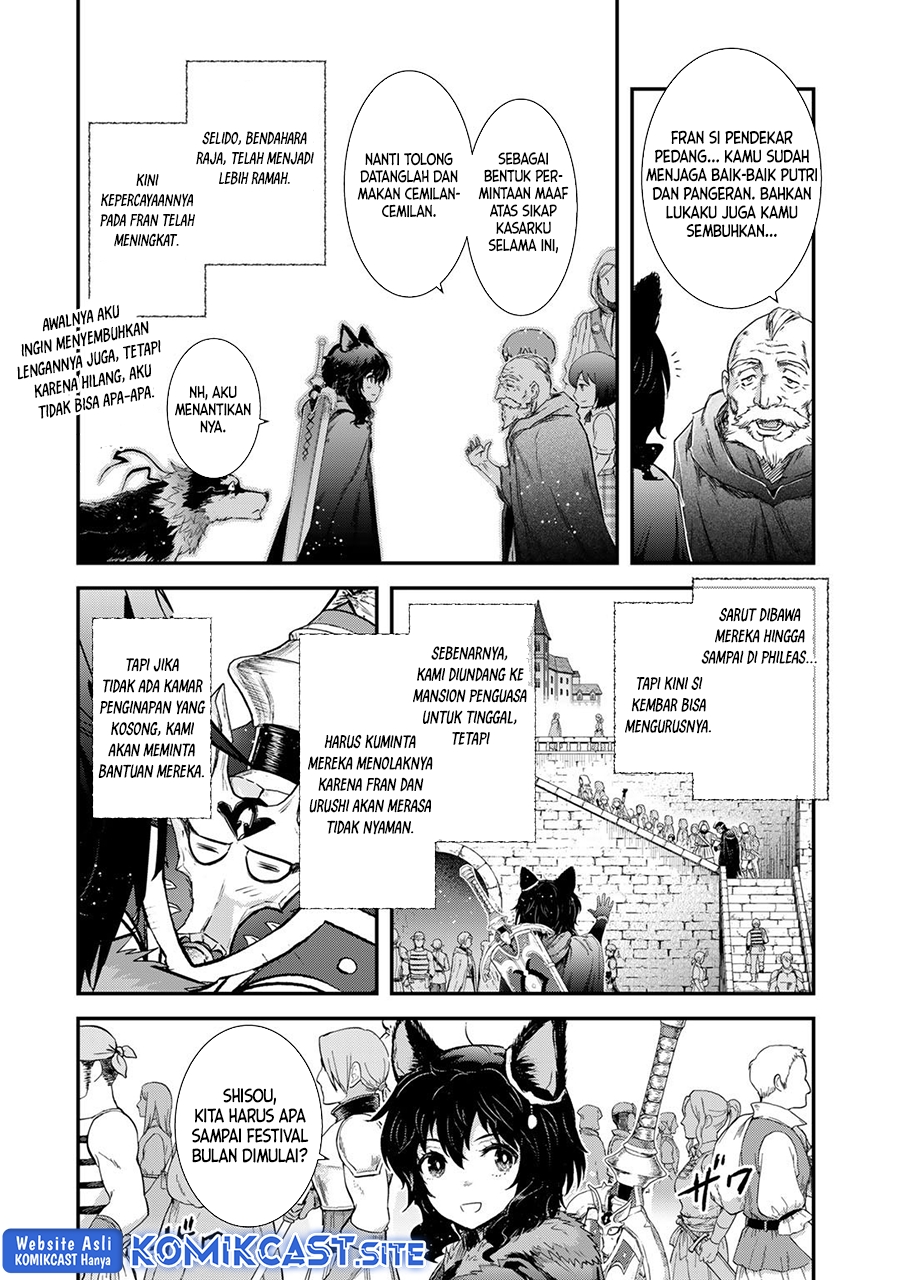 FRAN SI PENDEKAR
PEDANG... KAMU SUDAH
MENJAGA BAIK-BAIK PUTRI
DAN PANGERAN. BAHKAN
LUKAKU JUGA KAMU
SEMBUHKAN...
SEBAGAI
BENTUK PER-
MINTAAN MAAF
ATAS SIKAP
KASARKU
SELAMA INI,
NANTI TOLONG
DATANGLAH DAN
MAKAN CEMILAN-
CEMILAN.
SELIDO, BENDAHARA
RAJA, TELAH MENJADI
LEBIH RAMAH.
KINI
KEPERCAYAANNYA
PADA FRAN TELAH
MENINGKAT.
NH, AKU
MENANTIKAN
NYA.
AWALNYA AKU
INGIN MENYEMBUHKAN
LENGANNYA JUGA, TETAPI
KARENA HILANG, AKU
TIDAK BISA APA-APA.
SARUT DIBAWA
MEREKA HINGGA
SAMPAI DI PHILEAS...
TAPI KINI SI
KEMBAR BISA
MENGURUSNYA.
SEBENARNYA,
KAMI DIUNDANG KE
MANSION PENGUASA
UNTUK TINGGAL,
TETAPI
HARUS KUMINTA
MEREKA MENOLAKNYA
KARENA FRAN DAN
URUSHI AKAN MERASA
TIDAK NYAMAN.
TAPI JIKA
TIDAK ADA KAMAR
PENGINAPAN YANG
KOSONG, KAMI
AKAN MEMINTA
BANTUAN MEREKA.
SHISOU,
KITA HARUS APA
SAMPAI FESTIVAL
BULAN DIMULAI?
Website Asli
KOMIKCAST Hanya
KOMIKCAST.SITE